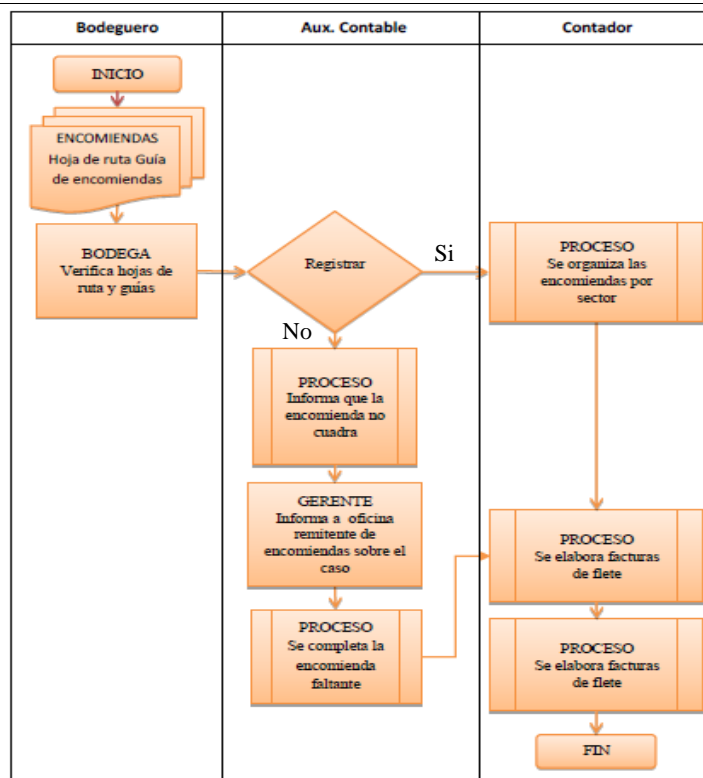 Bodeguero
Aux. Contable
Contador
INICIO
ENCOMIENDAS
Hoja de ruta Guía
de encomiendas
BODEGA
Verifica hojas de
ruta y guías
Registrar
Si
No
PROCESO
Se organiza las
encomiendas por
sector
PROCESO
Informa que la
encomienda no
cuadra
GERENTE
Informa a oficina
remitente de
encomiendas sobre el
caso
PROCESO
Se completa la
encomienda
faltante
PROCESO
Se elabora facturas
de flete
PROCESO
Se elabora facturas
de flete
FIN